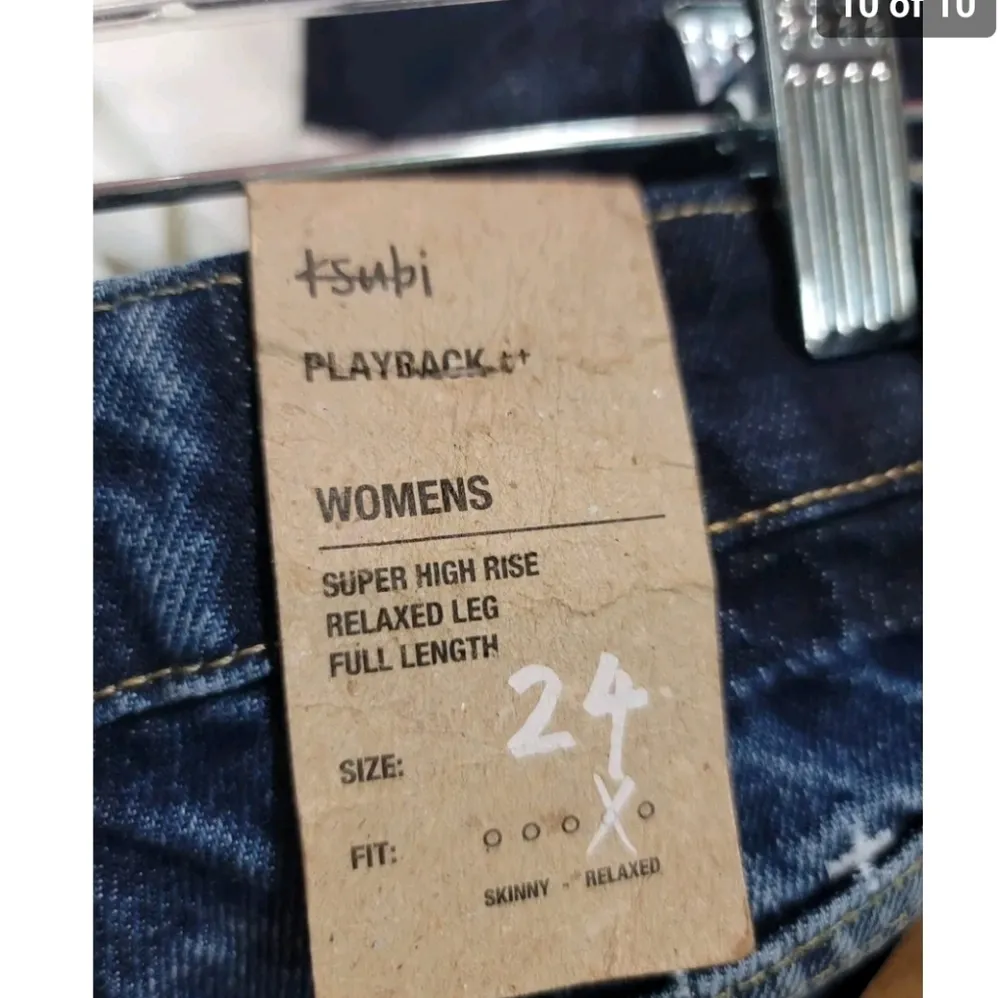 10 of 10
ksubi
PLAYBACK
WOMENS
SUPER HIGH RISE
RELAXED LEG
FULL LENGTH
24
SIZE:
X
FIT:
SKINNY - RELAXED